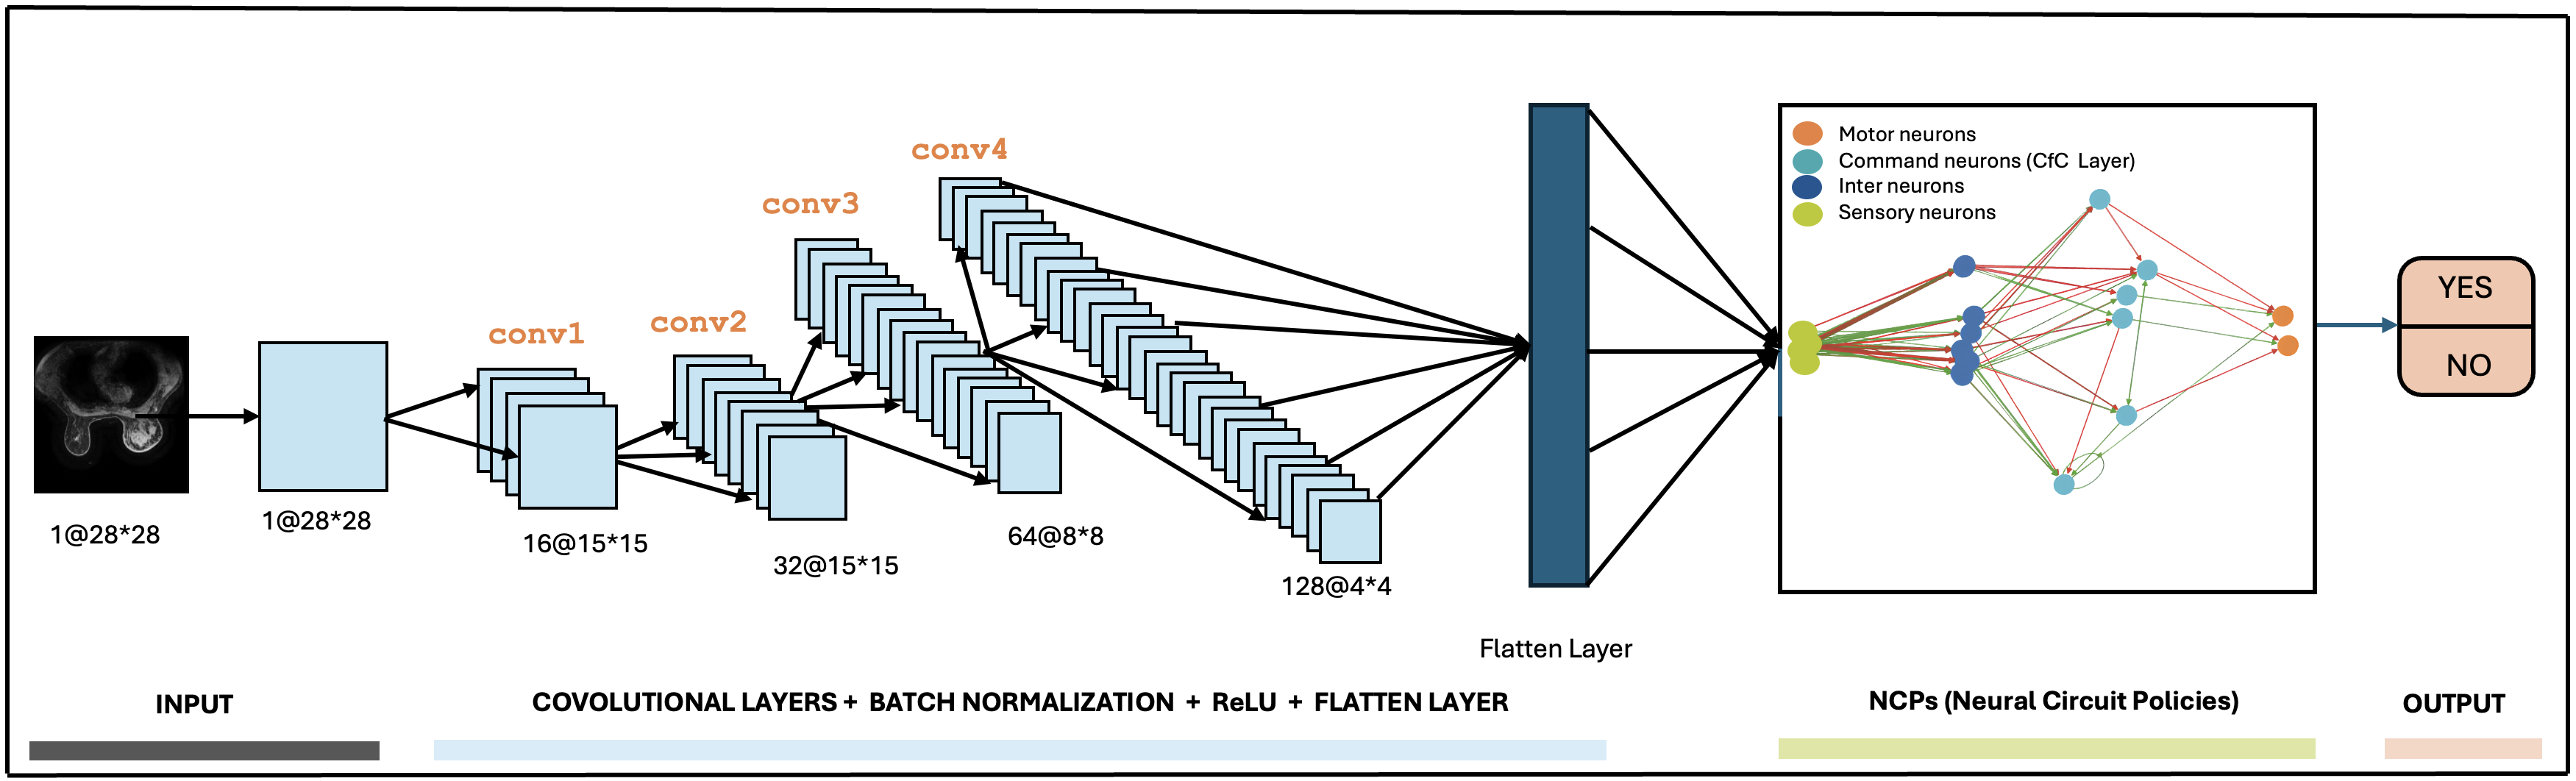 conv4
conv3
conv2
conv1
1@28*28
1@28*28
16@15*15
32@15*15
64@8*8
128@4*4
Flatten Layer
Motor neurons
Command neurons (CfC Layer)
Inter neurons
Sensory neurons
YES
NO
INPUT
COVOLUTIONAL LAYERS + BATCH NORMALIZATION + ReLU + FLATTEN LAYER
NCPs (Neural Circuit Policies)
OUTPUT